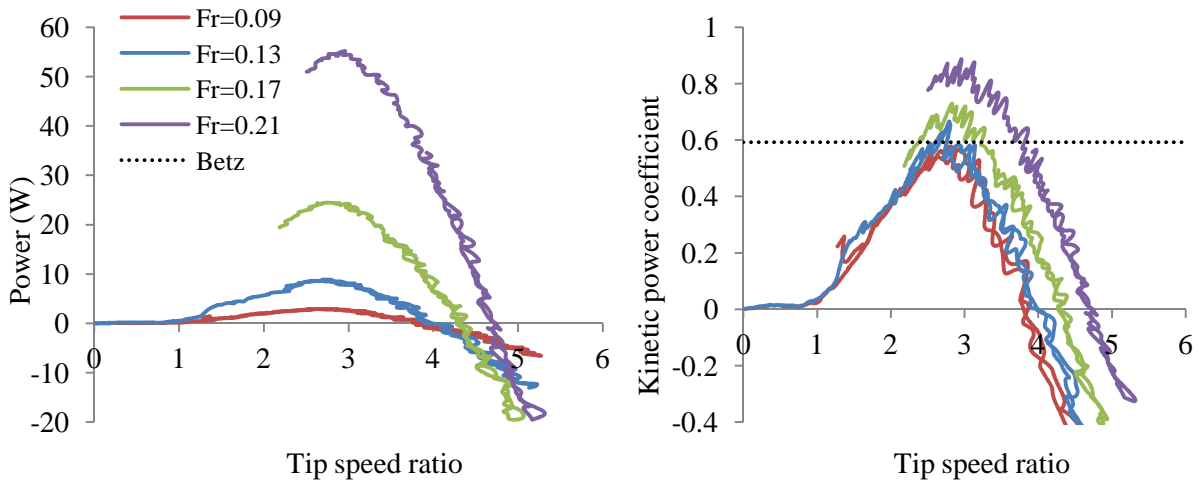 60
50
40
30
20
10
0
-10
-20
Power (W)
0 1 2 3 4 5 6
Tip speed ratio
Fr=0.09
Fr=0.13
Fr=0.17
Fr=0.21
Betz
1
0.8
0.6
0.4
0.2
0
-0.2
-0.4
Kinetic power coefficient
0 1 2 3 4 5 6
Tip speed ratio